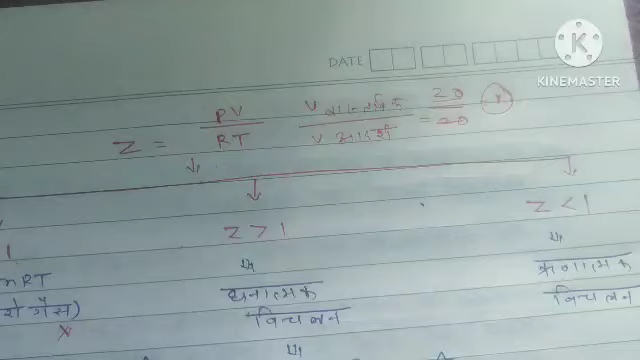 DATE
K
KINEMASTER
Z = PV / RT V वास्तविक / V आदर्श = 20 / 20 1
Z > 1
Z < 1
nRT
या
या
धनात्मक
ऋणात्मक
गैस)
विचलन
विचलन
या